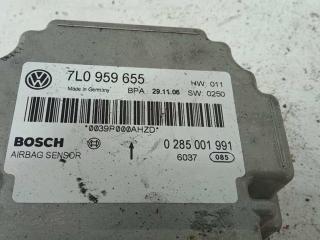 7L0 959 655 HW: 011
Made in Germany BPA 29.11.06 SW: 0250
*0039P000AHZD*
BOSCH 0 285 001 991
AIRBAG SENSOR 6037 085